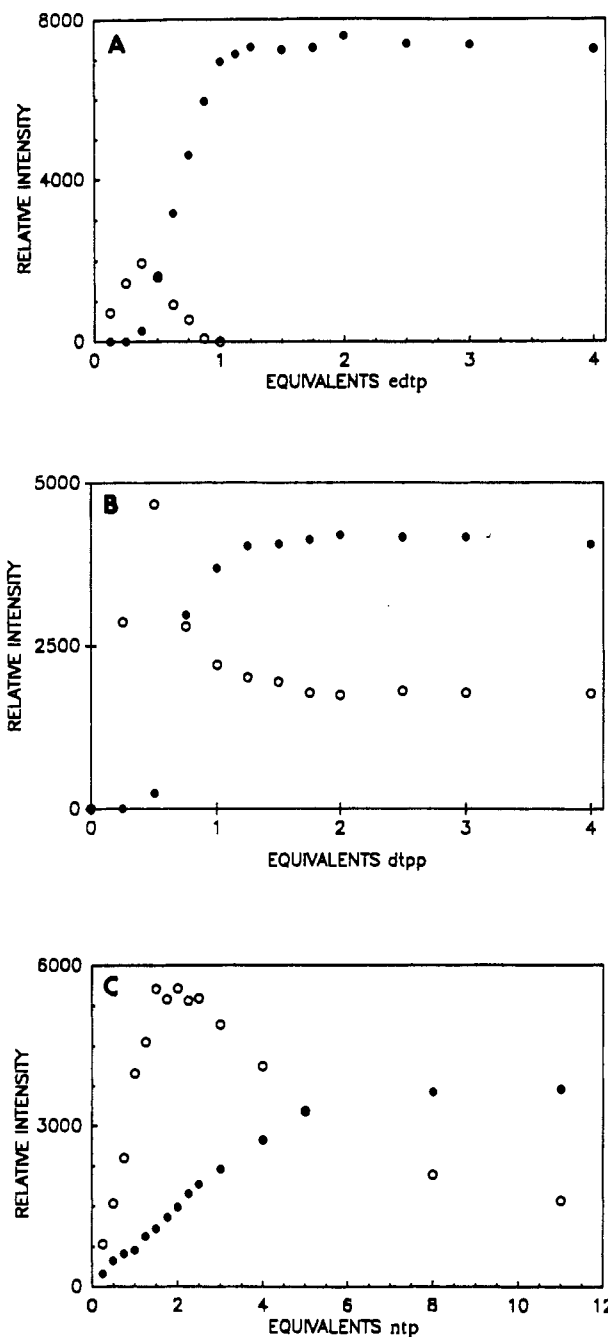 A
8000
4000
0
RELATIVE INTENSITY
0 1 2 3 4
EQUIVALENTS edtp
B
5000
2500
0
RELATIVE INTENSITY
0 1 2 3 4
EQUIVALENTS dtpp
C
6000
3000
0
RELATIVE INTENSITY
0 2 4 6 8 10 12
EQUIVALENTS ntp